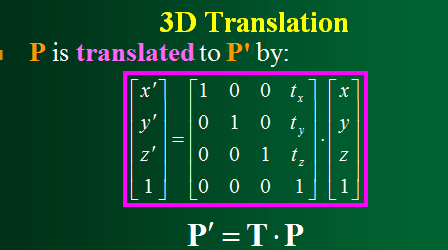 3D Translation
P is translated to P' by:
[x′] = [1 0 0 tₓ] · [x]
[y′] [0 1 0 t_y] [y]
[z′] [0 0 1 t_z] [z]
[1] [0 0 0 1] [1]
P′ = T · P